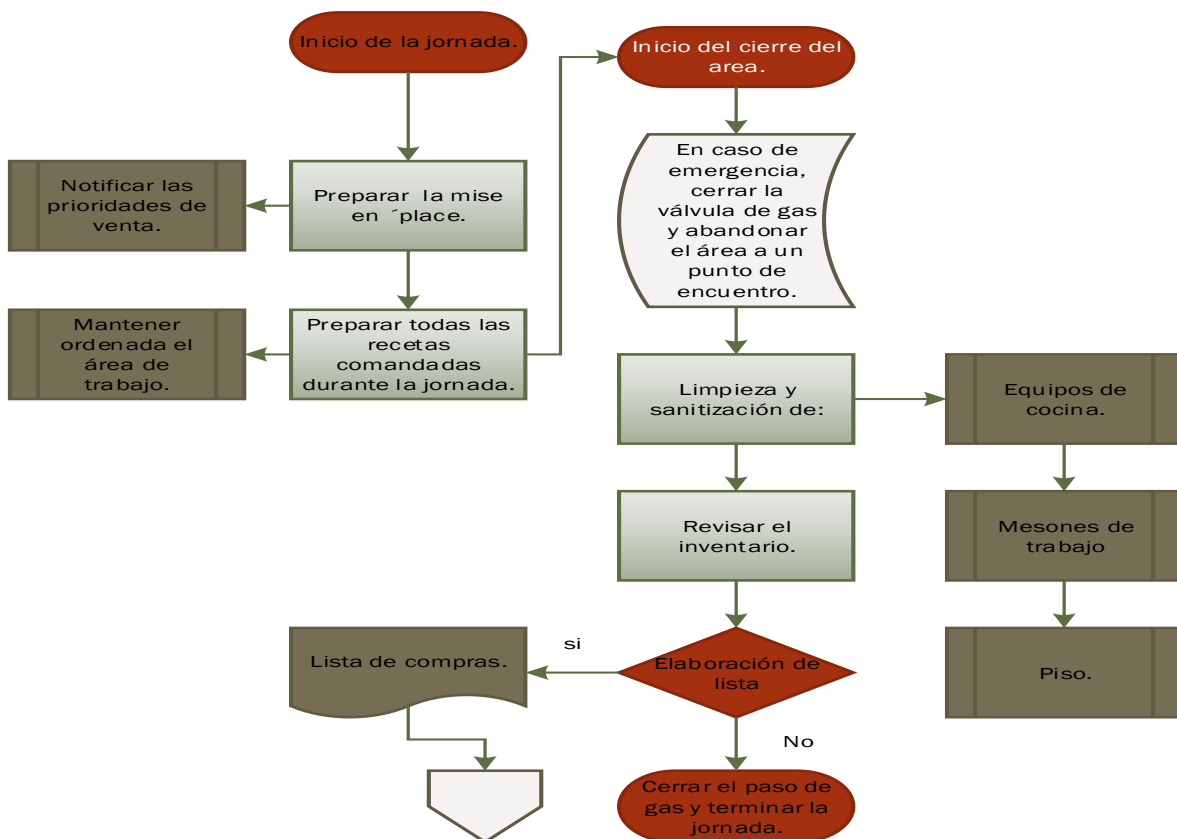 Inicio de la jornada.
Notificar las
prioridades de
venta.
Preparar la mise
en ´place.
Mantener
ordenada el
área de
trabajo.
Preparar todas las
recetas
comandadas
durante la jornada.
Inicio del cierre del
area.
En caso de
emergencia,
cerrar la
válvula de gas
y abandonar
el área a un
punto de
encuentro.
Limpieza y
sanitización de:
Equipos de
cocina.
Mesones de
trabajo
Piso.
Revisar el
inventario.
Elaboración de
lista
si
Lista de compras.
No
Cerrar el paso de
gas y terminar la
jornada.